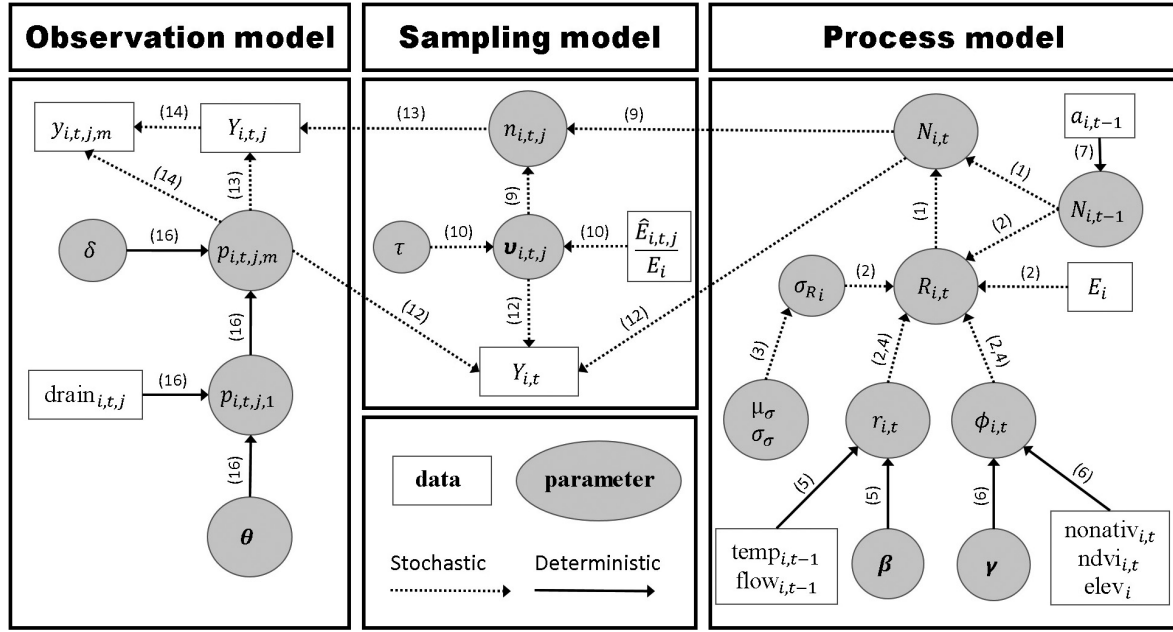 Observation model
Sampling model
Process model
y_{i,t,j,m}
(14)
Y_{i,t,j}
(13)
n_{i,t,j}
(9)
N_{i,t}
a_{i,t−1}
(7)
(14)
(13)
(9)
(1)
(1)
N_{i,t−1}
(2)
δ
(16)
p_{i,t,j,m}
τ
(10)
υ_{i,t,j}
(10)
Ê_{i,t,j}
E_i
σ_{R_i}
(2)
R_{i,t}
(2)
E_i
(12)
(12)
(12)
(16)
(3)
(2,4)
(2,4)
Y_{i,t}
drain_{i,t,j}
(16)
p_{i,t,j,1}
μ_σ
σ_σ
r_{i,t}
ϕ_{i,t}
(16)
(5)
(5)
(6)
(6)
θ
data
parameter
Stochastic
Deterministic
temp_{i,t−1}
flow_{i,t−1}
β
γ
nonativ_{i,t}
ndvi_{i,t}
elev_i